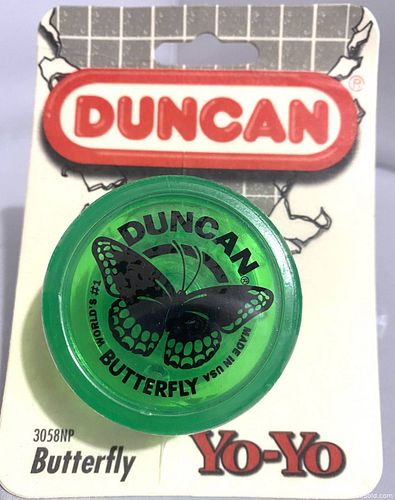 DUNCAN
®
DUNCAN
®
WORLD'S #1
MADE IN USA
BUTTERFLY
3058NP
Butterfly
Yo-Yo